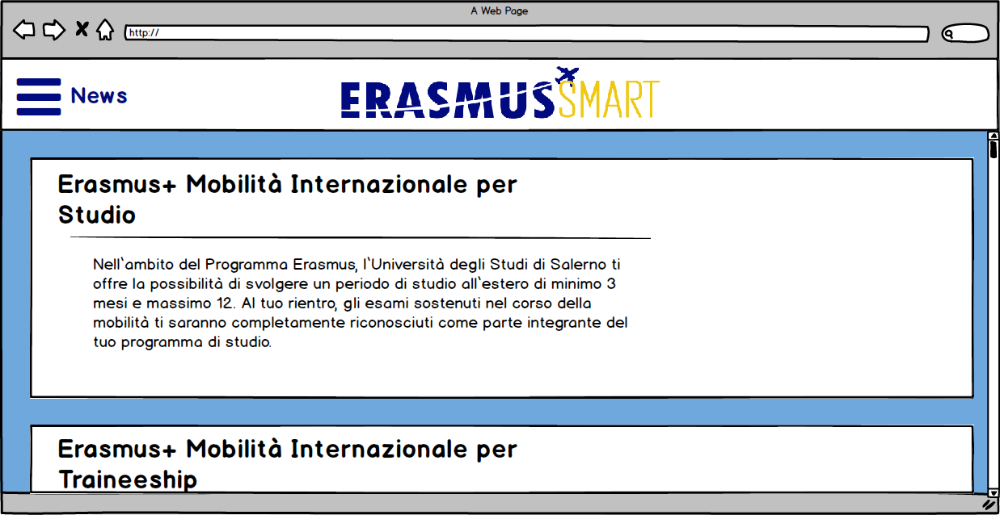 A Web Page
http://
News
ERASMUSSMART
Erasmus+ Mobilità Internazionale per
Studio
Nell`ambito del Programma Erasmus, l`Università degli Studi di Salerno ti
offre la possibilità di svolgere un periodo di studio all`estero di minimo 3
mesi e massimo 12. Al tuo rientro, gli esami sostenuti nel corso della
mobilità ti saranno completamente riconosciuti come parte integrante del
tuo programma di studio.
Erasmus+ Mobilità Internazionale per
Traineeship